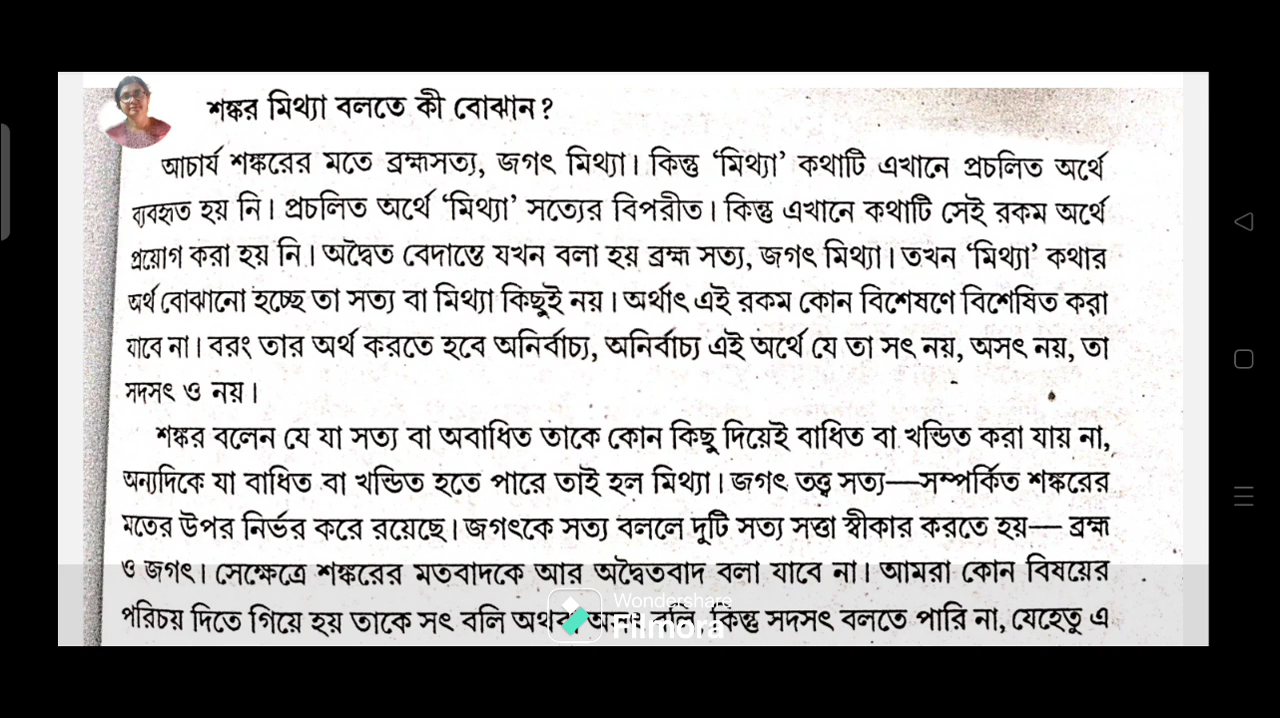 শঙ্কর মিথ্যা বলতে কী বোঝান?
আচার্য শঙ্করের মতে ব্রহ্মসত্য, জগৎ মিথ্যা। কিন্তু ‘মিথ্যা’ কথাটি এখানে প্রচলিত অর্থে
ব্যবহৃত হয় নি। প্রচলিত অর্থে ‘মিথ্যা’ সত্যের বিপরীত। কিন্তু এখানে কথাটি সেই রকম অর্থে
প্রয়োগ করা হয় নি। অদ্বৈত বেদান্তে যখন বলা হয় ব্রহ্ম সত্য, জগৎ মিথ্যা। তখন ‘মিথ্যা’ কথার
অর্থ বোঝানো হচ্ছে তা সত্য বা মিথ্যা কিছুই নয়। অর্থাৎ এই রকম কোন বিশেষণে বিশেষিত করা
যাবে না। বরং তার অর্থ করতে হবে অনির্বাচ্য, অনির্বাচ্য এই অর্থে যে তা সৎ নয়, অসৎ নয়, তা
সদসৎ ও নয়।
শঙ্কর বলেন যে যা সত্য বা অবাধিত তাকে কোন কিছু দিয়েই বাধিত বা খন্ডিত করা যায় না,
অন্যদিকে যা বাধিত বা খন্ডিত হতে পারে তাই হল মিথ্যা। জগৎ তত্ত্ব সত্য—সম্পর্কিত শঙ্করের
মতের উপর নির্ভর করে রয়েছে। জগৎকে সত্য বললে দুটি সত্য সত্তা স্বীকার করতে হয়— ব্রহ্ম
ও জগৎ। সেক্ষেত্রে শঙ্করের মতবাদকে আর অদ্বৈতবাদ বলা যাবে না। আমরা কোন বিষয়ের
পরিচয় দিতে গিয়ে হয় তাকে সৎ বলি অথবা অসৎ বলি, কিন্তু সদসৎ বলতে পারি না, যেহেতু এ
Wondershare
Filmora